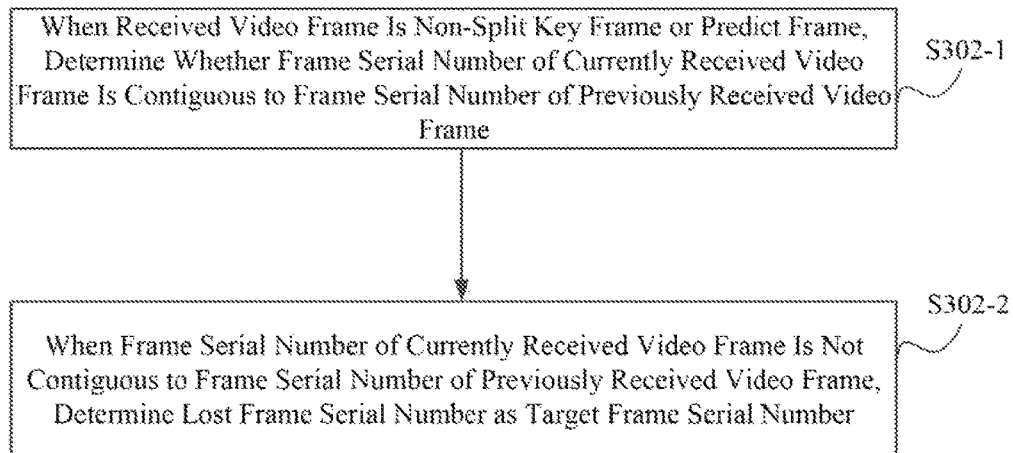 When Received Video Frame Is Non-Split Key Frame or Predict Frame,
Determine Whether Frame Serial Number of Currently Received Video
Frame Is Contiguous to Frame Serial Number of Previously Received Video
Frame
S302-1
When Frame Serial Number of Currently Received Video Frame Is Not
Contiguous to Frame Serial Number of Previously Received Video Frame,
Determine Lost Frame Serial Number as Target Frame Serial Number
S302-2